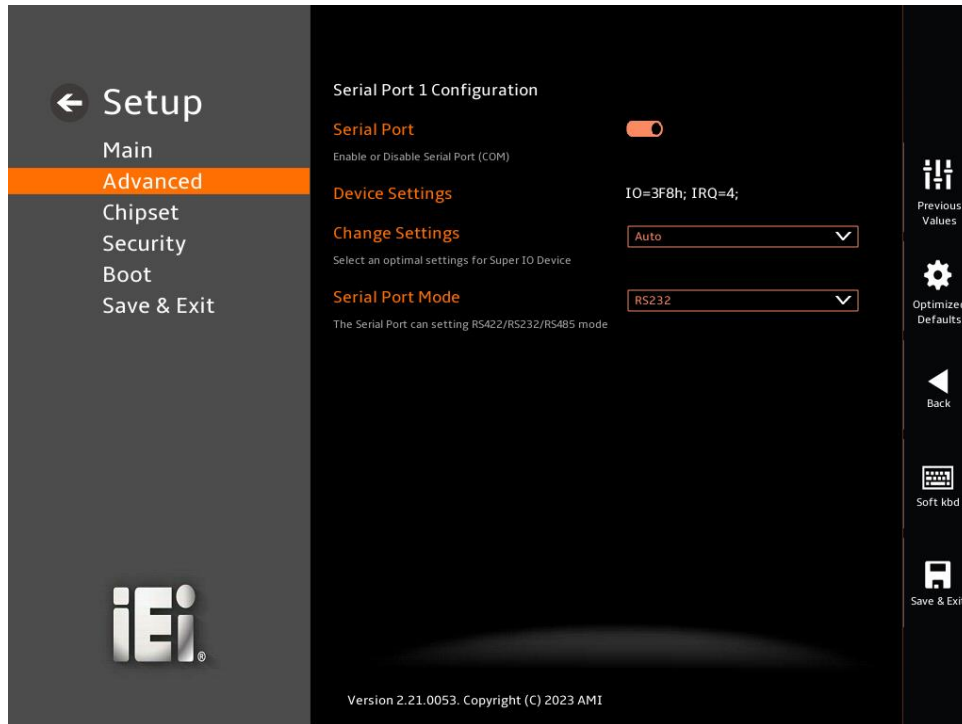 Setup
Main
Advanced
Chipset
Security
Boot
Save & Exit
iEi®
Serial Port 1 Configuration
Serial Port
Enable or Disable Serial Port (COM)
Device Settings
IO=3F8h; IRQ=4;
Change Settings
Auto
Select an optimal settings for Super IO Device
Serial Port Mode
RS232
The Serial Port can setting RS422/RS232/RS485 mode
Version 2.21.0053. Copyright (C) 2023 AMI
Previous
Values
Optimized
Defaults
Back
Soft kbd
Save & Exit